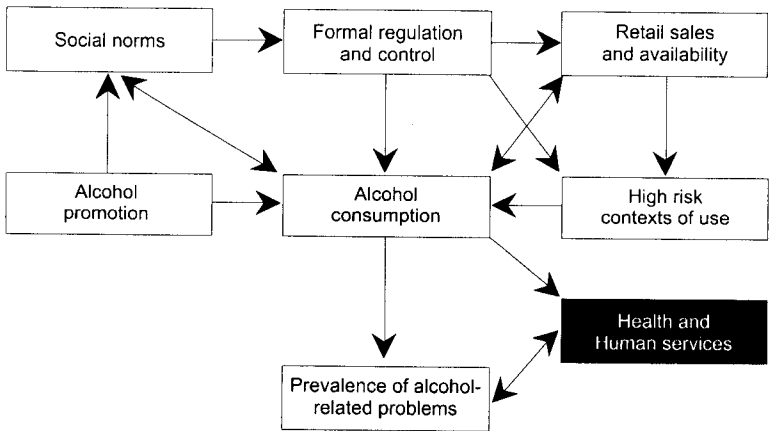 Social norms
Formal regulation
and control
Retail sales
and availability
Alcohol
promotion
Alcohol
consumption
High risk
contexts of use
Health and
Human services
Prevalence of alcohol-
related problems